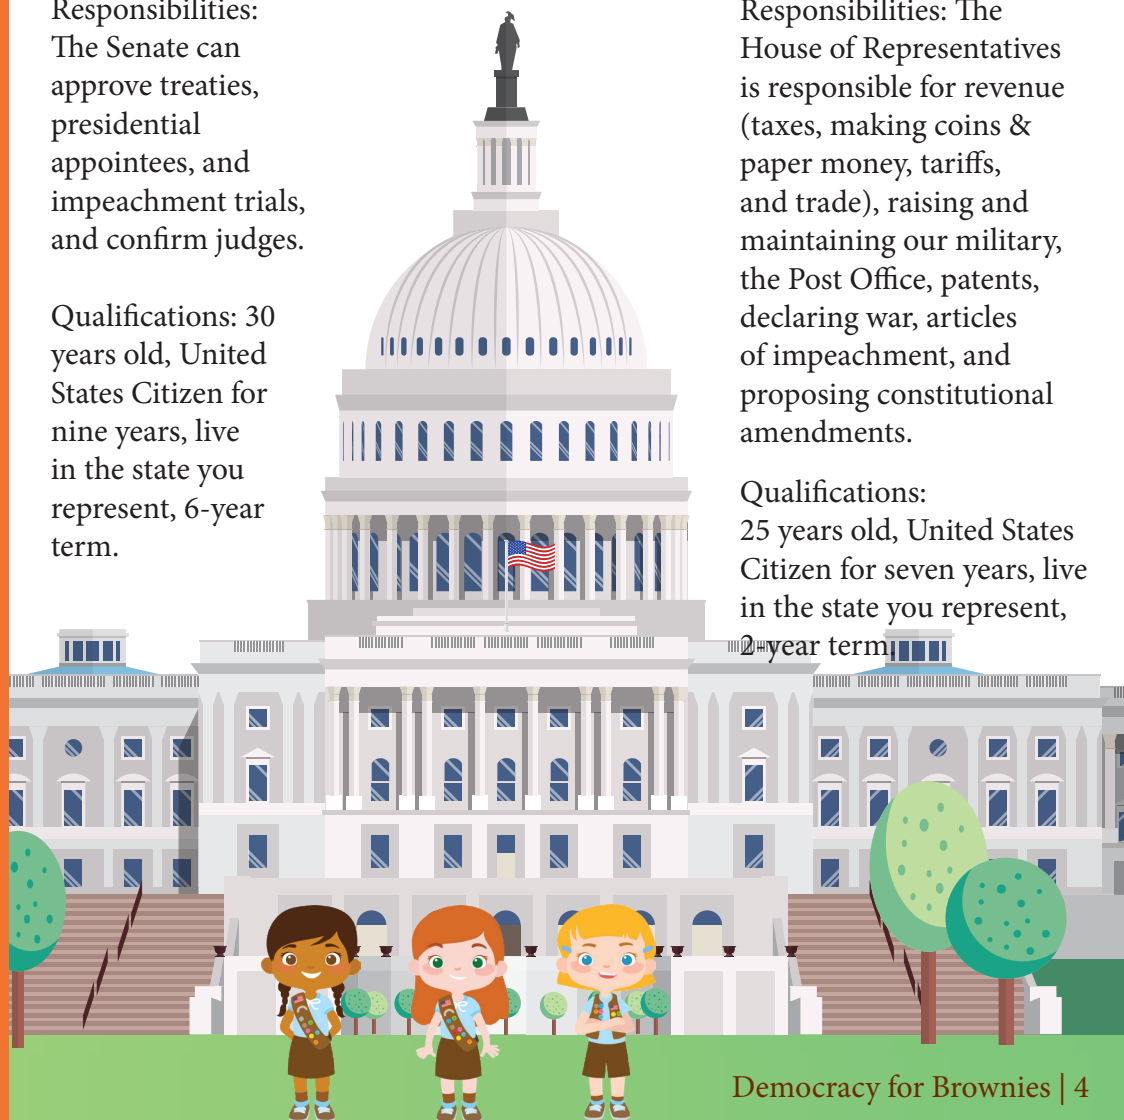 Responsibilities:
The Senate can
approve treaties,
presidential
appointees, and
impeachment trials,
and confirm judges.
Qualifications: 30
years old, United
States Citizen for
nine years, live
in the state you
represent, 6-year
term.
Responsibilities: The
House of Representatives
is responsible for revenue
(taxes, making coins &
paper money, tariffs,
and trade), raising and
maintaining our military,
the Post Office, patents,
declaring war, articles
of impeachment, and
proposing constitutional
amendments.
Qualifications:
25 years old, United States
Citizen for seven years, live
in the state you represent,
2-year term.
Democracy for Brownies | 4